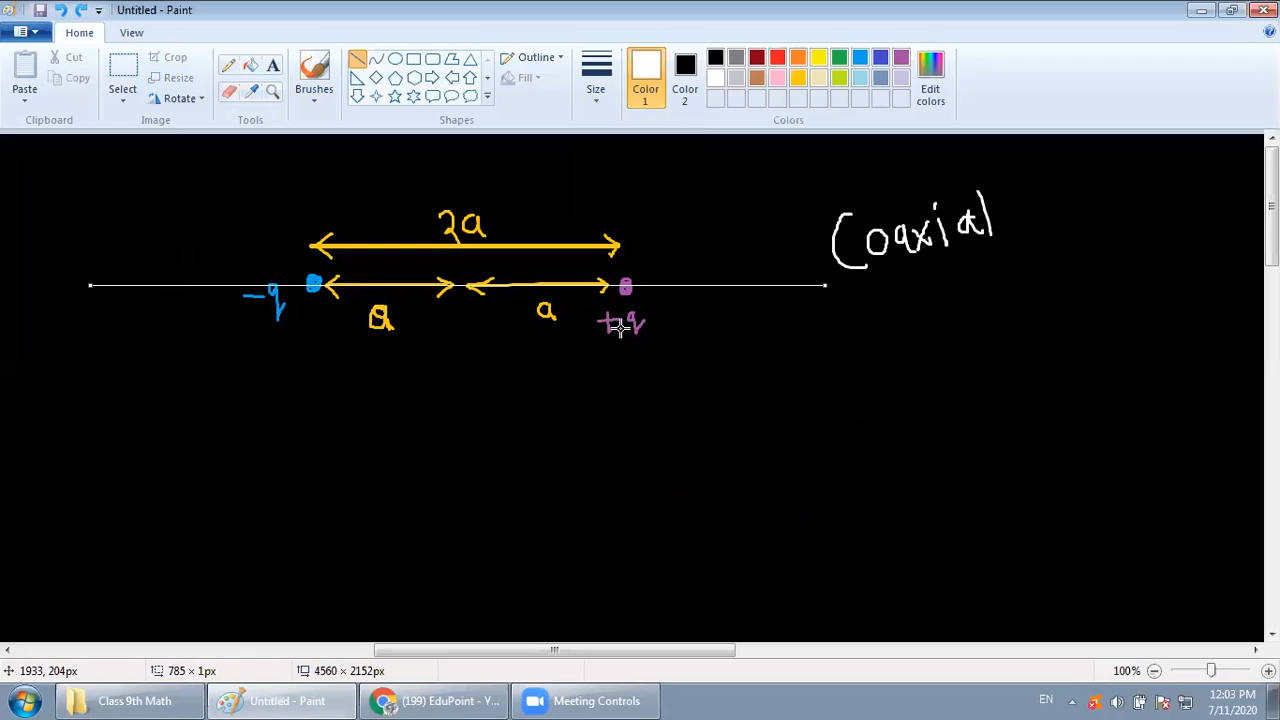 Untitled - Paint
Home View
Paste
Cut
Copy
Select
Crop
Resize
Rotate
Brushes
Outline
Fill
Size
Color 1
Color 2
Edit colors
Clipboard Image Tools Shapes Colors
2a
Coaxial
-q
a
a
+q
1933, 204px 785 × 1px 4560 × 2152px 100%
Class 9th Math Untitled - Paint (199) EduPoint - Y... Meeting Controls EN 12:03 PM
7/11/2020